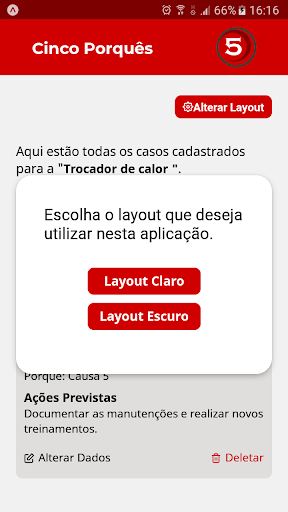 66% 16:16
Cinco Porquês
5
Alterar Layout
Aqui estão todas os casos cadastrados
para a "Trocador de calor ".
Escolha o layout que deseja
utilizar nesta aplicação.
Layout Claro
Layout Escuro
Porque: Causa 5
Ações Previstas
Documentar as manutenções e realizar novos
treinamentos.
Alterar Dados Deletar